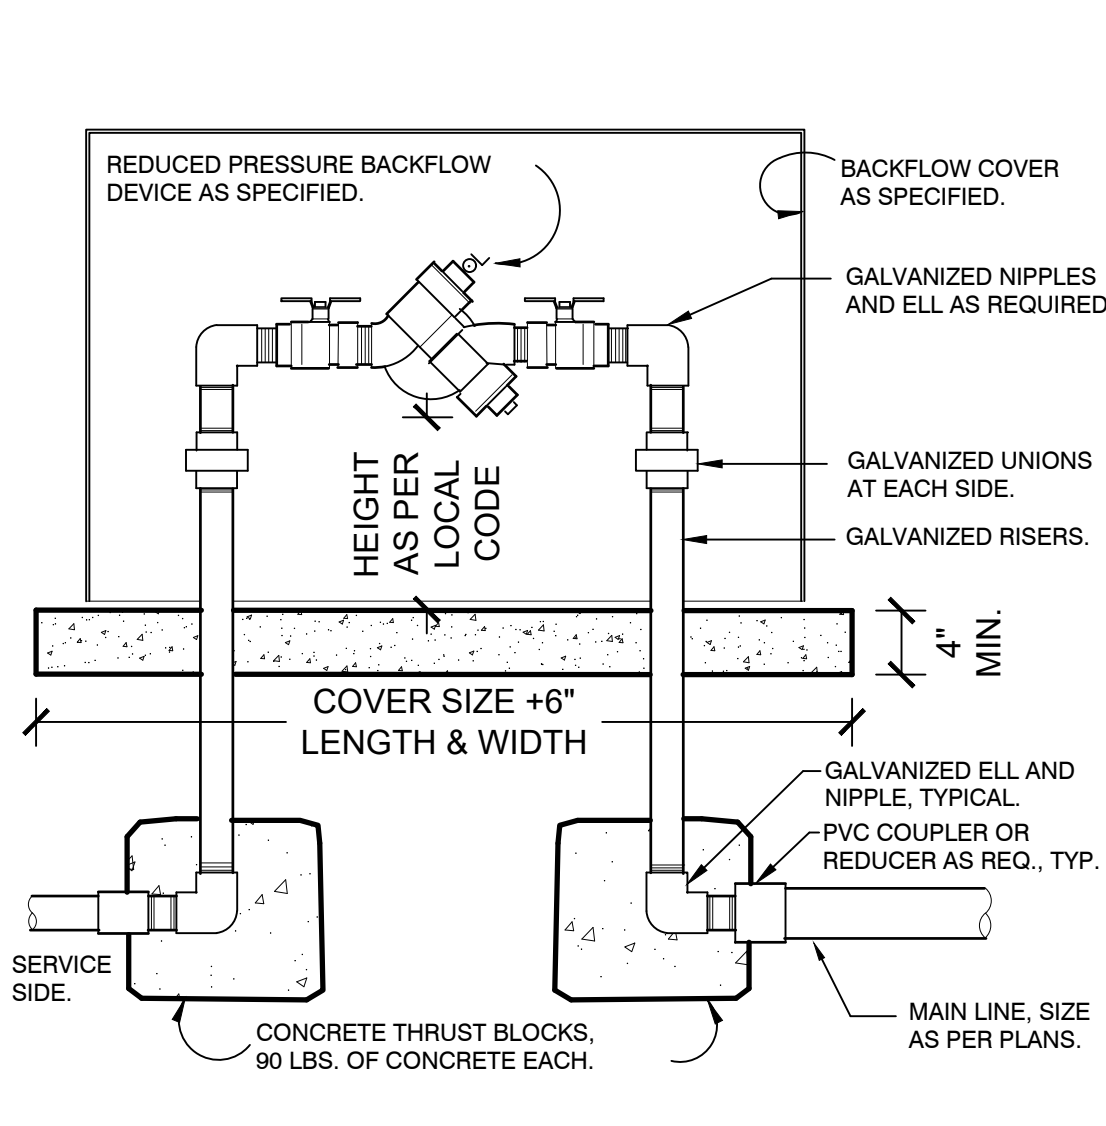 REDUCED PRESSURE BACKFLOW
DEVICE AS SPECIFIED.
BACKFLOW COVER
AS SPECIFIED.
GALVANIZED NIPPLES
AND ELL AS REQUIRED
HEIGHT
AS PER
LOCAL
CODE
GALVANIZED UNIONS
AT EACH SIDE.
GALVANIZED RISERS.
4"
MIN.
COVER SIZE +6"
LENGTH & WIDTH
GALVANIZED ELL AND
NIPPLE, TYPICAL.
PVC COUPLER OR
REDUCER AS REQ., TYP.
SERVICE
SIDE.
MAIN LINE, SIZE
AS PER PLANS.
CONCRETE THRUST BLOCKS,
90 LBS. OF CONCRETE EACH.